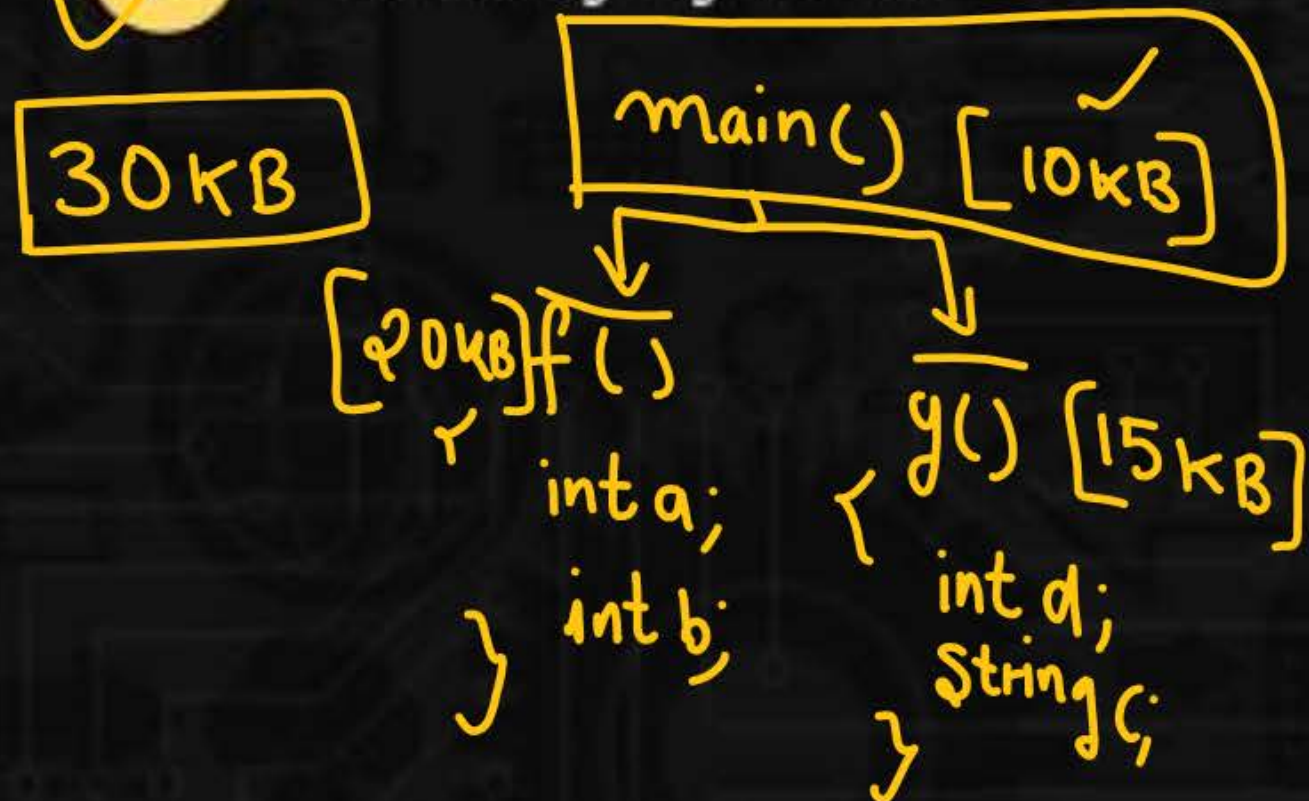 30KB
main() [10KB]
[20KB] f()
{
int a;
int b;
}
y() [15KB]
{
int d;
String c;
}